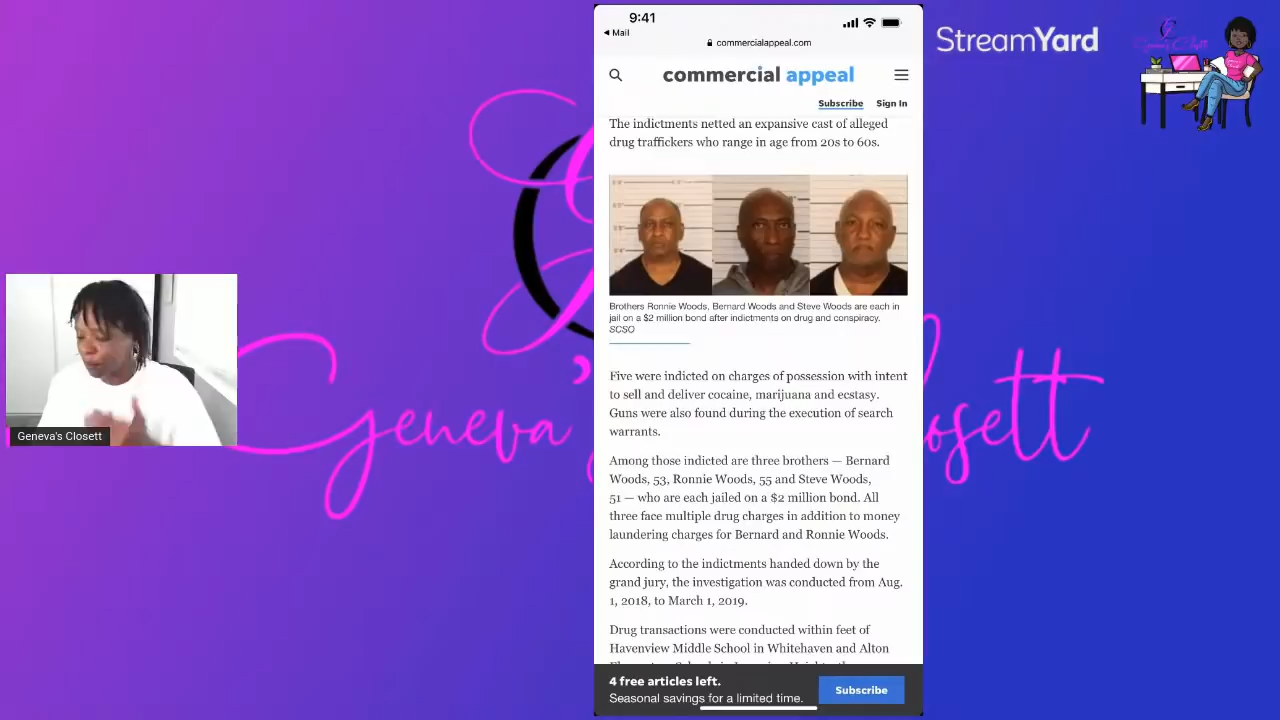 9:41
Mail
commercialappeal.com
StreamYard
commercial appeal
Subscribe Sign In
The indictments netted an expansive cast of alleged
drug traffickers who range in age from 20s to 60s.
Brothers Ronnie Woods, Bernard Woods and Steve Woods are each in
jail on a $2 million bond after indictments on drug and conspiracy.
SCSO
Five were indicted on charges of possession with intent
to sell and deliver cocaine, marijuana and ecstasy.
Guns were also found during the execution of search
warrants.
Among those indicted are three brothers — Bernard
Woods, 53, Ronnie Woods, 55 and Steve Woods,
51 — who are each jailed on a $2 million bond. All
three face multiple drug charges in addition to money
laundering charges for Bernard and Ronnie Woods.
According to the indictments handed down by the
grand jury, the investigation was conducted from Aug.
1, 2018, to March 1, 2019.
Drug transactions were conducted within feet of
Havenview Middle School in Whitehaven and Alton
4 free articles left.
Seasonal savings for a limited time.
Subscribe
Geneva's Closett
Geneva
losett
Geneva's Closett